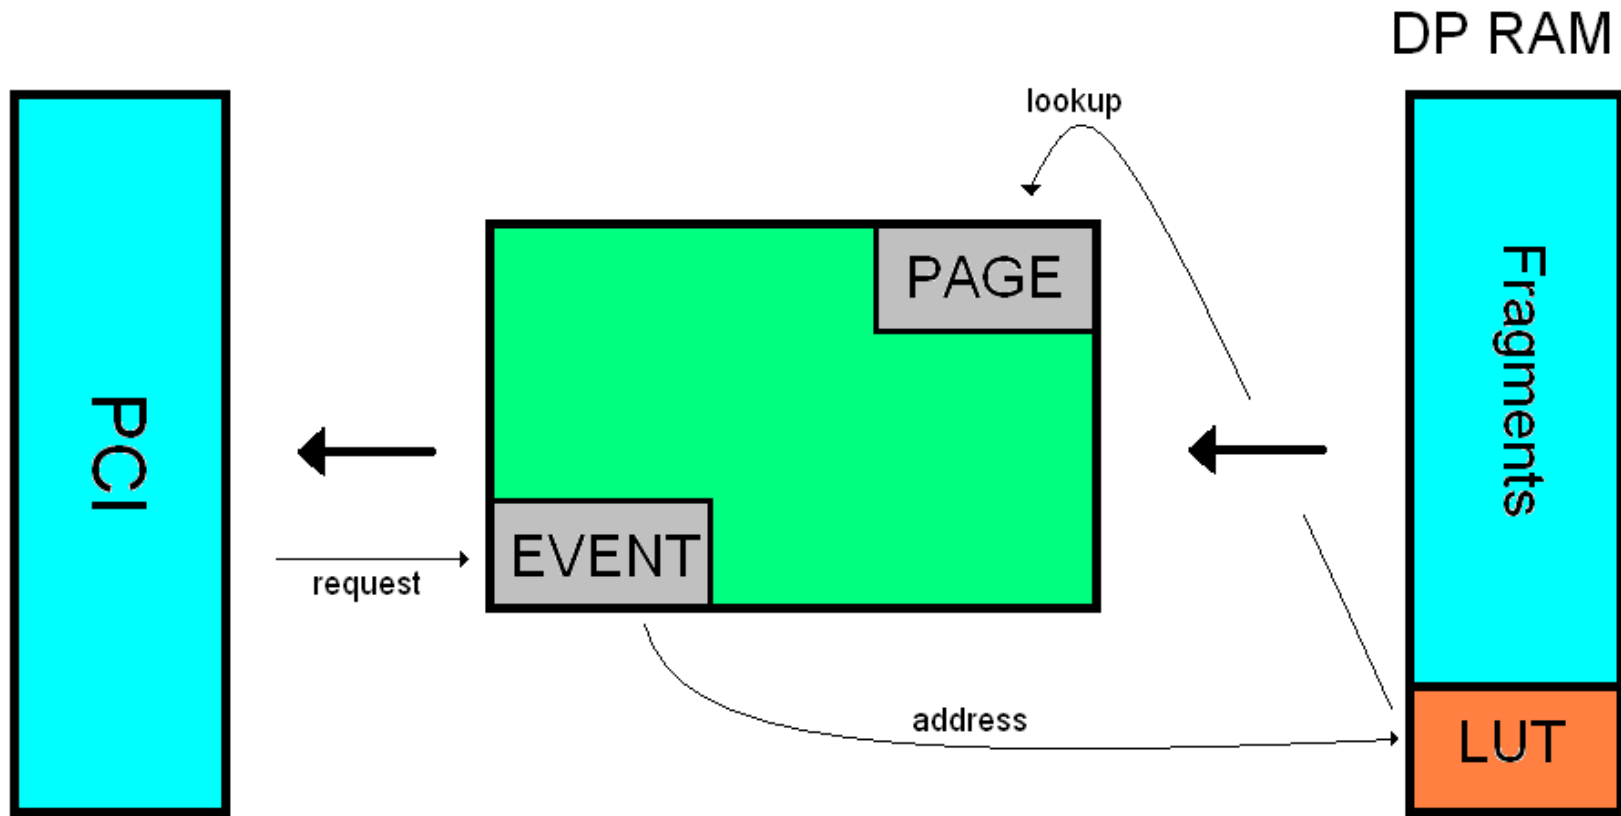 DP RAM
lookup
PAGE
Fragments
PCI
EVENT
request
address
LUT